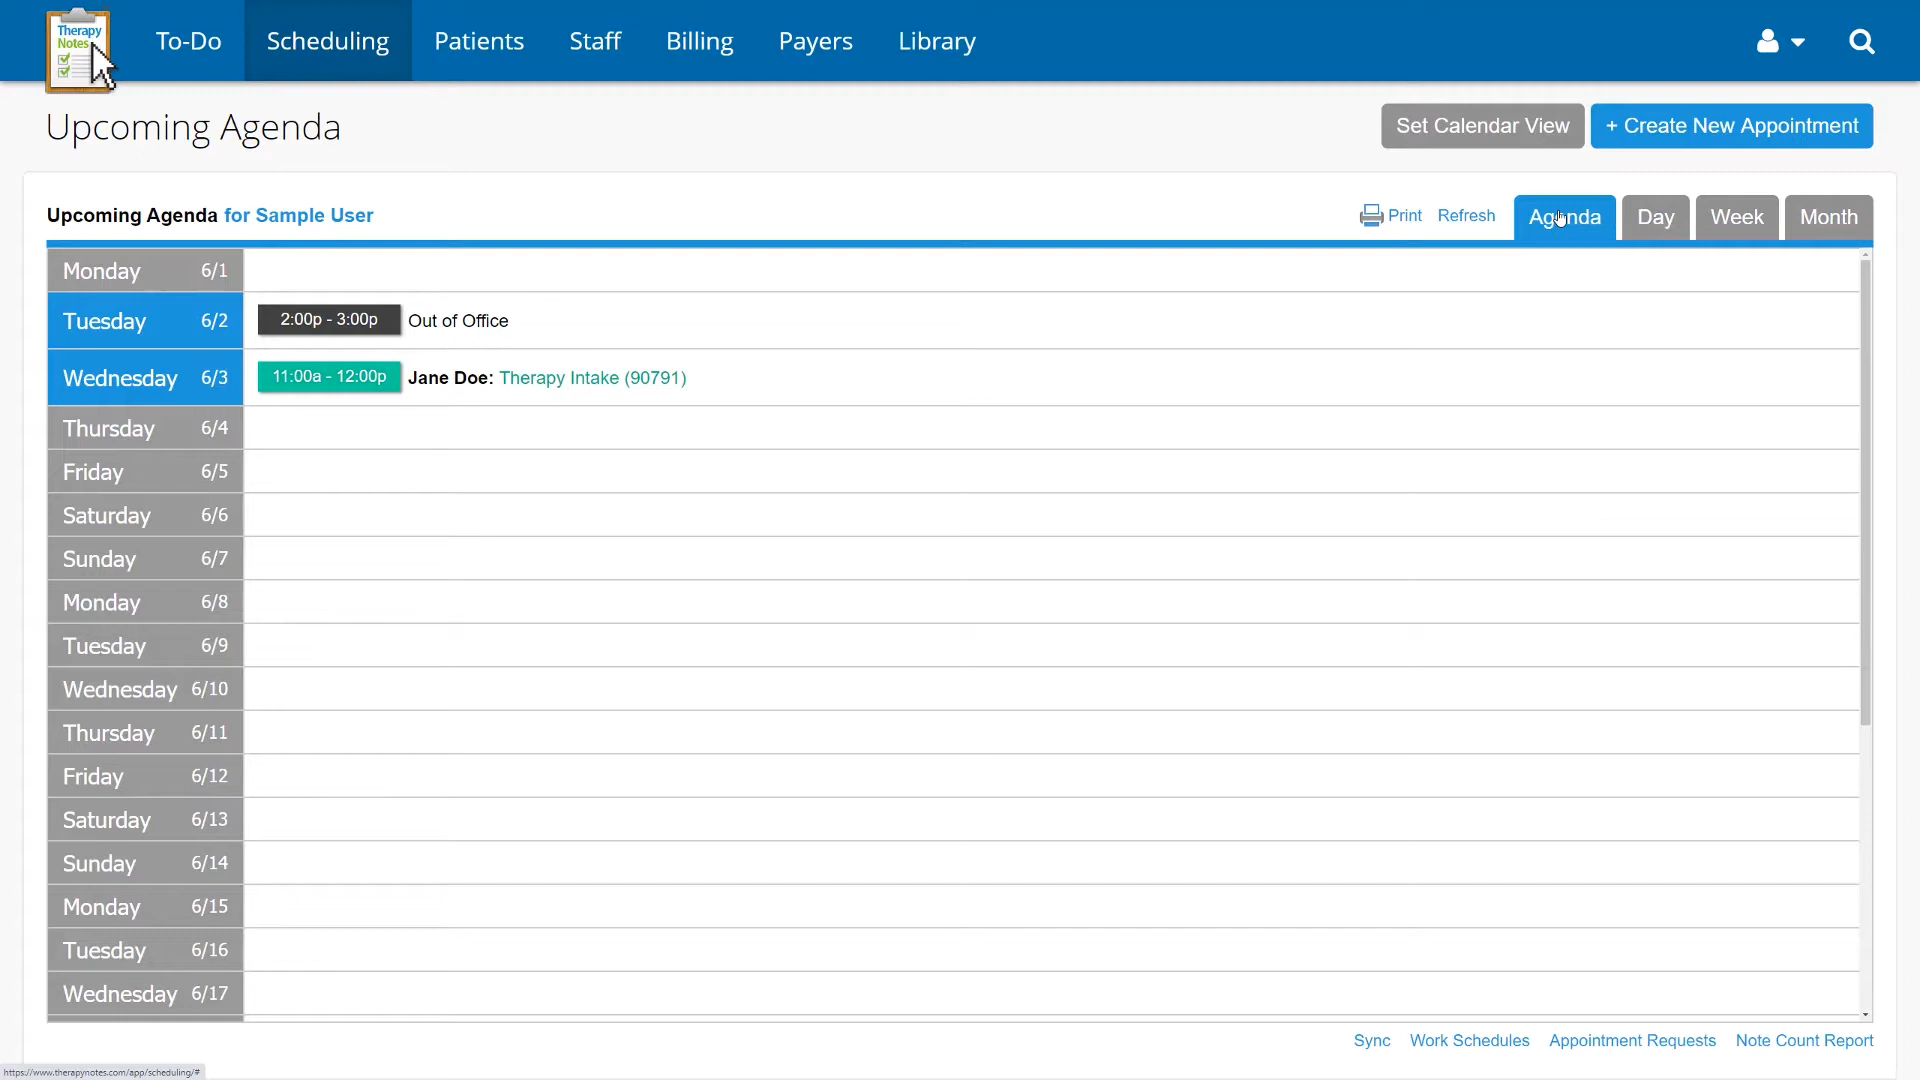 Therapy
Notes
To-Do
Scheduling
Patients
Staff
Billing
Payers
Library
Upcoming Agenda
Set Calendar View
+ Create New Appointment
Upcoming Agenda for Sample User
Print
Refresh
Agenda
Day
Week
Month
Monday 6/1
Tuesday 6/2 2:00p - 3:00p Out of Office
Wednesday 6/3 11:00a - 12:00p Jane Doe: Therapy Intake (90791)
Thursday 6/4
Friday 6/5
Saturday 6/6
Sunday 6/7
Monday 6/8
Tuesday 6/9
Wednesday 6/10
Thursday 6/11
Friday 6/12
Saturday 6/13
Sunday 6/14
Monday 6/15
Tuesday 6/16
Wednesday 6/17
Sync
Work Schedules
Appointment Requests
Note Count Report
https://www.therapynotes.com/app/scheduling/#